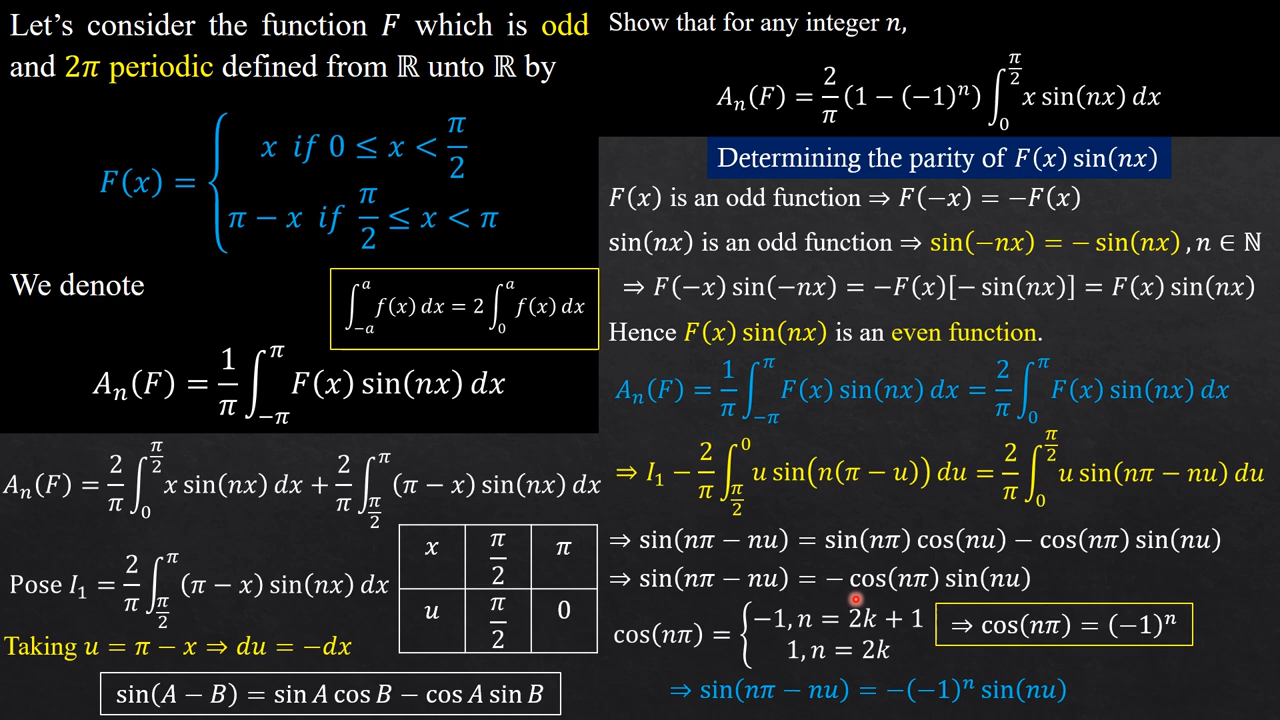 Let's consider the function F which is odd
and 2π periodic defined from ℝ unto ℝ by
F(x) = { x if 0 ≤ x < π/2
π − x if π/2 ≤ x < π
We denote
∫_{-a}^{a} f(x) dx = 2 ∫_{0}^{a} f(x) dx
A_n(F) = 1/π ∫_{-π}^{π} F(x) sin(nx) dx
A_n(F) = 2/π ∫_{0}^{π/2} x sin(nx) dx + 2/π ∫_{π/2}^{π} (π − x) sin(nx) dx
Pose I_1 = 2/π ∫_{π/2}^{π} (π − x) sin(nx) dx
x π/2 π
u π/2 0
Taking u = π − x ⇒ du = −dx
sin(A − B) = sin A cos B − cos A sin B
Show that for any integer n,
A_n(F) = 2/π (1 − (−1)^n) ∫_{0}^{π/2} x sin(nx) dx
Determining the parity of F(x) sin(nx)
F(x) is an odd function ⇒ F(−x) = −F(x)
sin(nx) is an odd function ⇒ sin(−nx) = − sin(nx) , n ∈ ℕ
⇒ F(−x) sin(−nx) = −F(x)[− sin(nx)] = F(x) sin(nx)
Hence F(x) sin(nx) is an even function.
A_n(F) = 1/π ∫_{-π}^{π} F(x) sin(nx) dx = 2/π ∫_{0}^{π} F(x) sin(nx) dx
⇒ I_1 − 2/π ∫_{π/2}^{0} u sin(n(π − u)) du = 2/π ∫_{0}^{π/2} u sin(nπ − nu) du
⇒ sin(nπ − nu) = sin(nπ) cos(nu) − cos(nπ) sin(nu)
⇒ sin(nπ − nu) = − cos(nπ) sin(nu)
cos(nπ) = { −1, n = 2k + 1
1, n = 2k
⇒ cos(nπ) = (−1)^n
⇒ sin(nπ − nu) = −(−1)^n sin(nu)